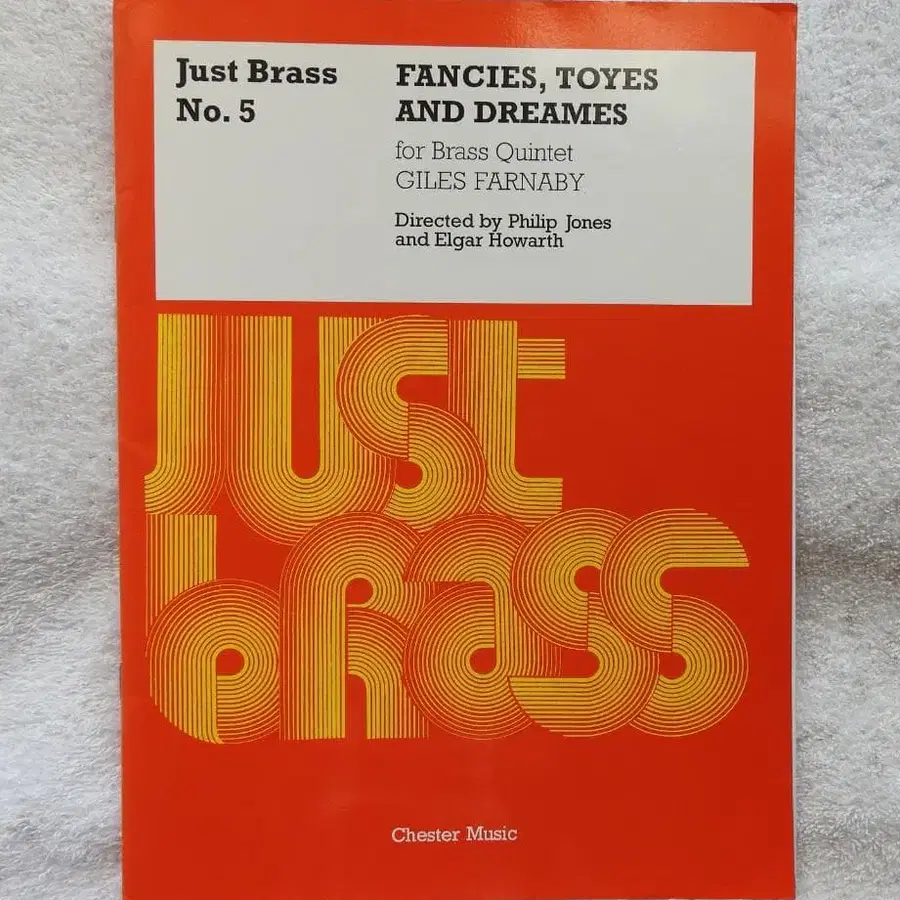 Just Brass
No. 5
FANCIES, TOYES
AND DREAMES
for Brass Quintet
GILES FARNABY
Directed by Philip Jones
and Elgar Howarth
JUST
bRass
Chester Music